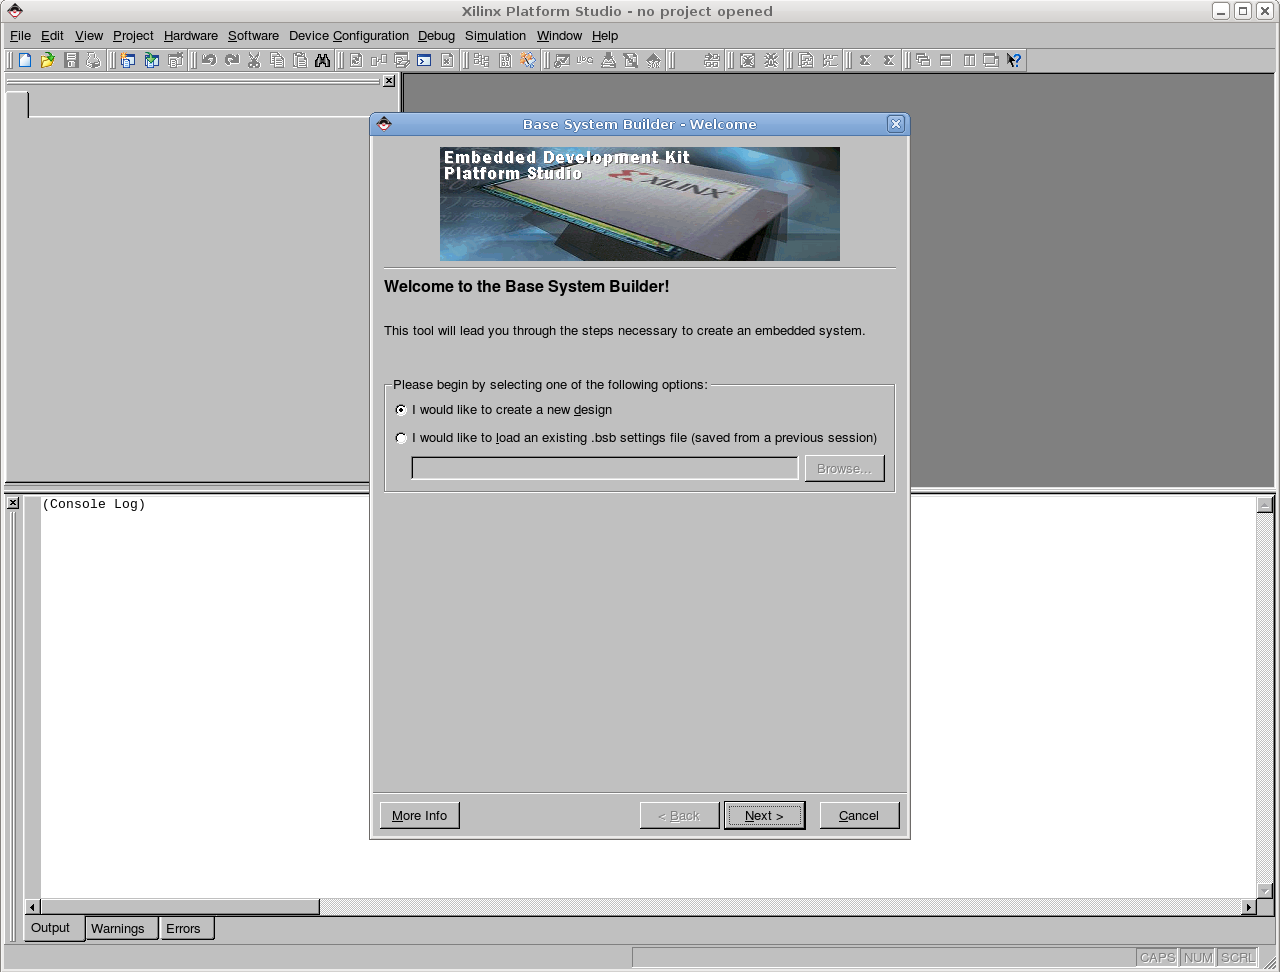 Xilinx Platform Studio - no project opened
File Edit View Project Hardware Software Device Configuration Debug Simulation Window Help
Base System Builder - Welcome
Embedded Development Kit
Platform Studio
XILINX
Welcome to the Base System Builder!
This tool will lead you through the steps necessary to create an embedded system.
Please begin by selecting one of the following options:
I would like to create a new design
I would like to load an existing .bsb settings file (saved from a previous session)
Browse...
(Console Log)
More Info < Back Next > Cancel
Output Warnings Errors
CAPS NUM SCRL